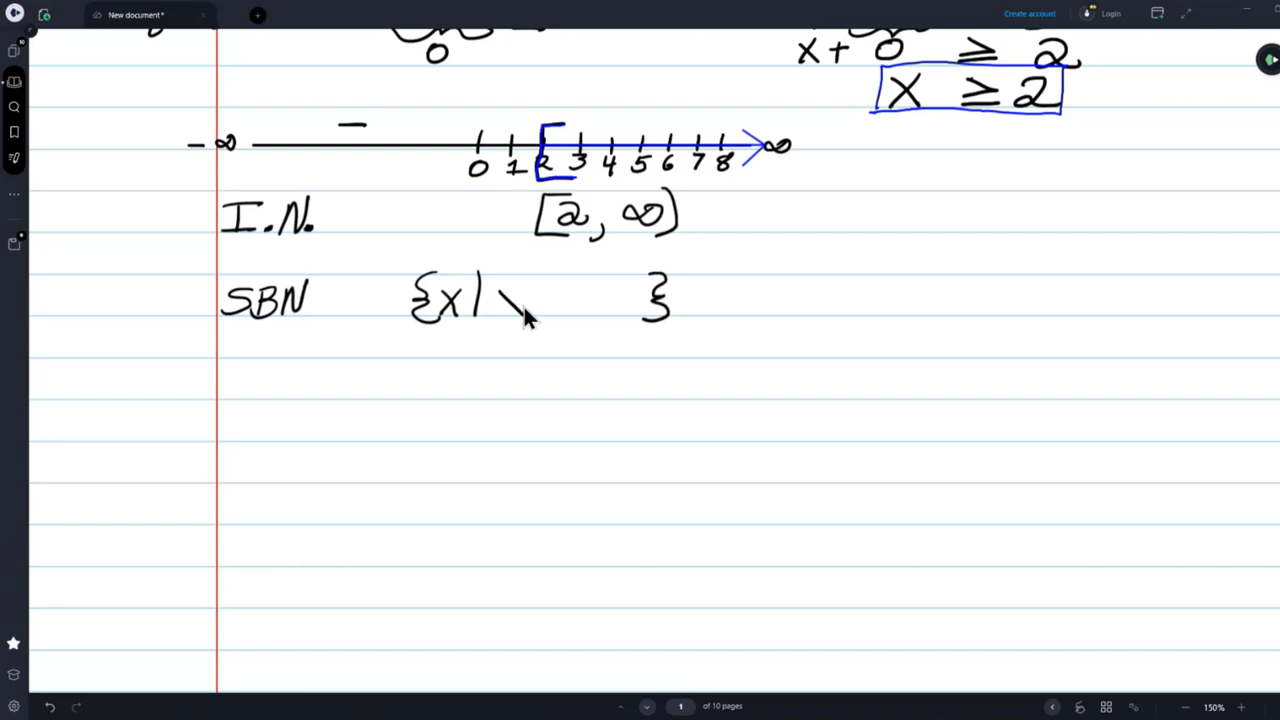 New document*
Create account
Login
0
x + 0 ≥ 2
x ≥ 2
- ∞ - 0 1 2 3 4 5 6 7 8 ∞
I.N. [2, ∞)
SBN {x| \ }
1 of 10 pages
150%